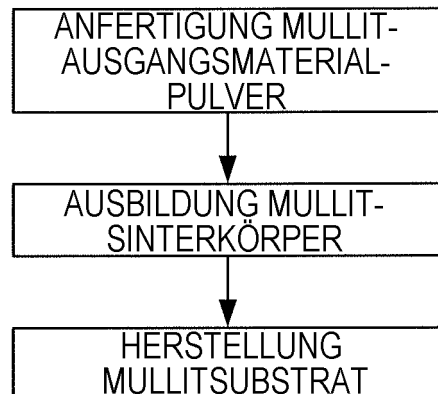 ANFERTIGUNG MULLIT-
AUSGANGSMATERIAL-
PULVER
AUSBILDUNG MULLIT-
SINTERKÖRPER
HERSTELLUNG
MULLITSUBSTRAT